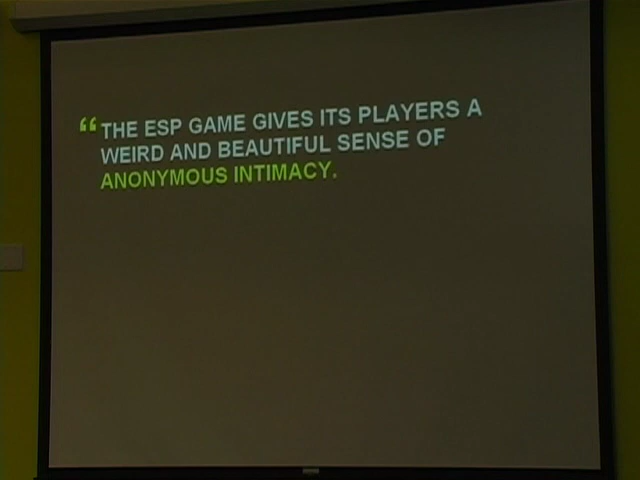 “THE ESP GAME GIVES ITS PLAYERS A
WEIRD AND BEAUTIFUL SENSE OF
ANONYMOUS INTIMACY.